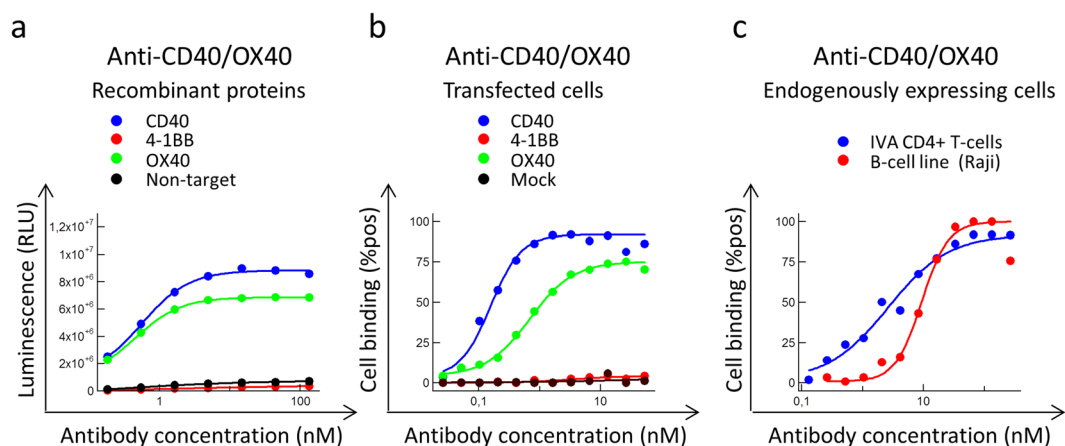 a
Anti-CD40/OX40
Recombinant proteins
CD40
4-1BB
OX40
Non-target
Luminescence (RLU)
1,2x10⁺⁷
1x10⁺⁷
8x10⁺⁶
6x10⁺⁶
4x10⁺⁶
2x10⁺⁶
0
1
100
Antibody concentration (nM)
b
Anti-CD40/OX40
Transfected cells
CD40
4-1BB
OX40
Mock
Cell binding (%pos)
100
75
50
25
0
0,1
10
Antibody concentration (nM)
c
Anti-CD40/OX40
Endogenously expressing cells
IVA CD4+ T-cells
B-cell line (Raji)
Cell binding (%pos)
100
75
50
25
0
0,1
10
Antibody concentration (nM)